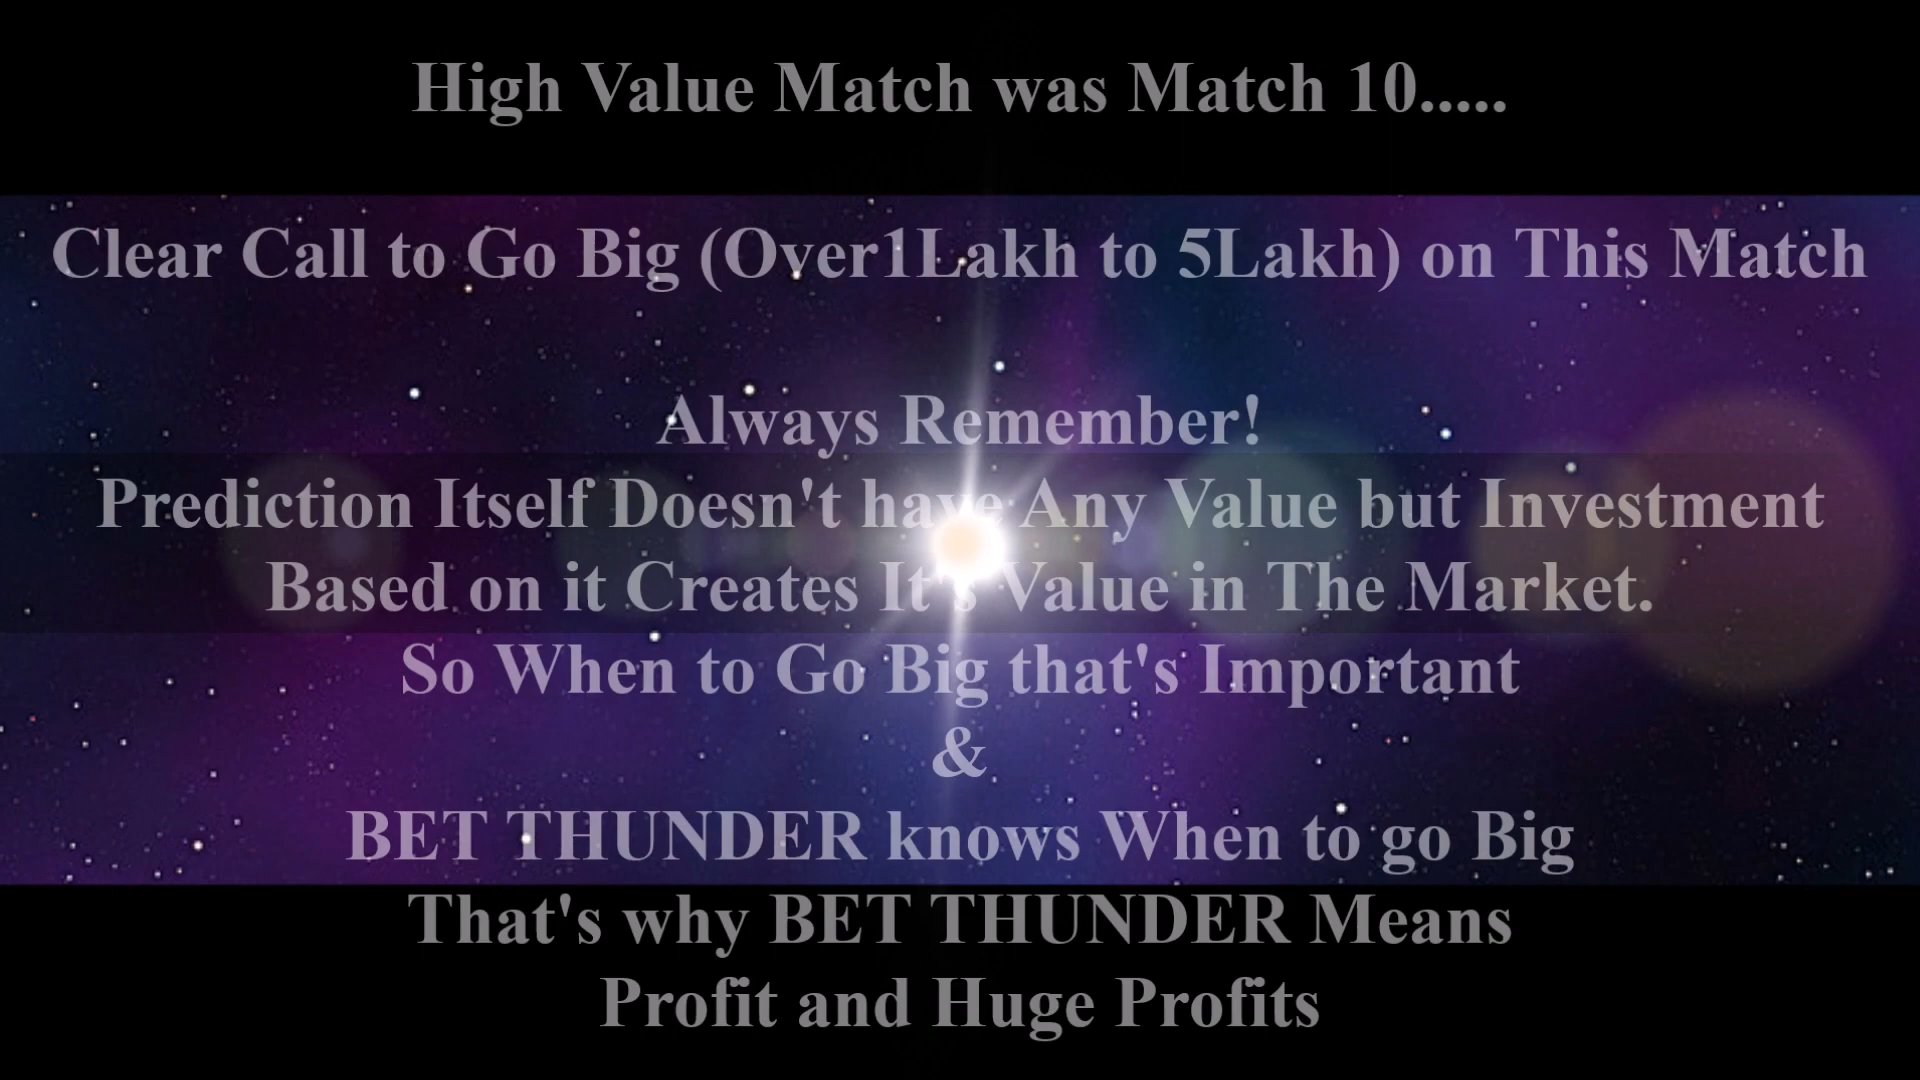 High Value Match was Match 10.....
Clear Call to Go Big (Over1Lakh to 5Lakh) on This Match
Always Remember!
Prediction Itself Doesn't have Any Value but Investment
Based on it Creates It's Value in The Market.
So When to Go Big that's Important
&
BET THUNDER knows When to go Big
That's why BET THUNDER Means
Profit and Huge Profits